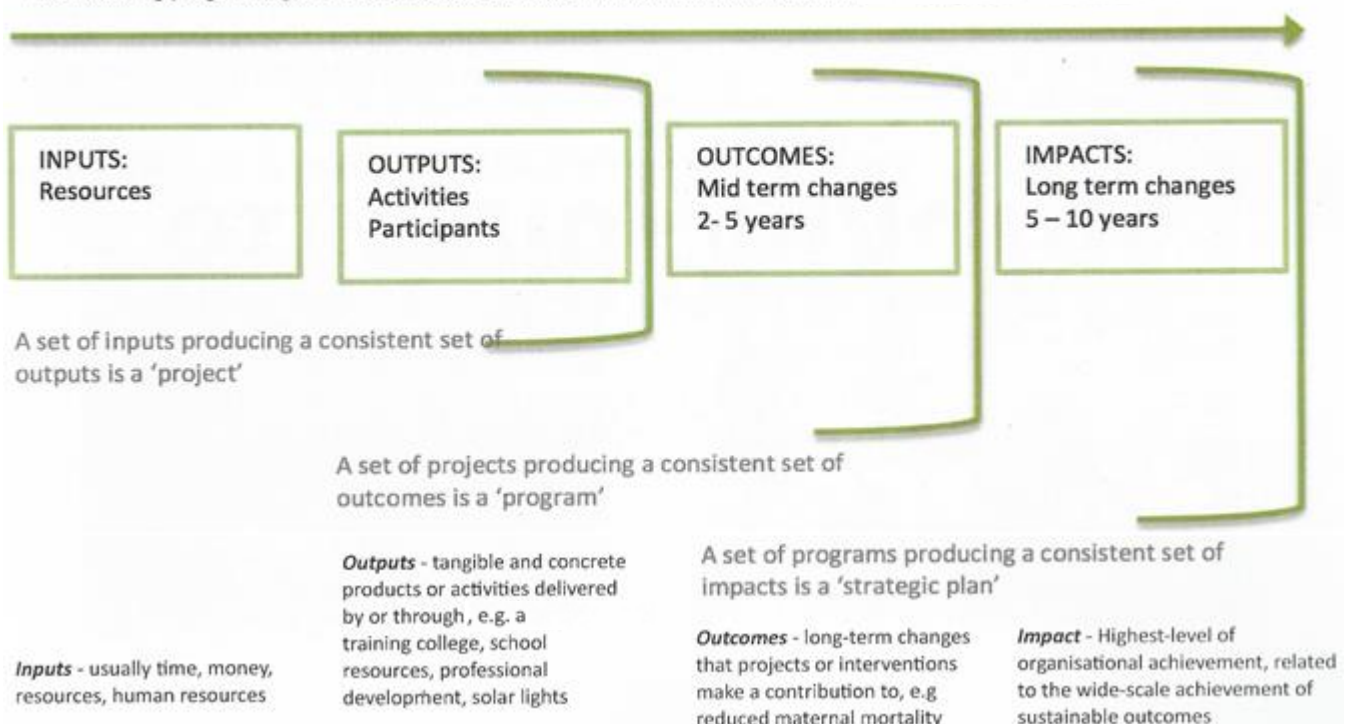 INPUTS:
Resources
OUTPUTS:
Activities
Participants
OUTCOMES:
Mid term changes
2- 5 years
IMPACTS:
Long term changes
5 – 10 years
A set of inputs producing a consistent set of
outputs is a 'project'
A set of projects producing a consistent set of
outcomes is a 'program'
A set of programs producing a consistent set of
impacts is a 'strategic plan'
Inputs - usually time, money,
resources, human resources
Outputs - tangible and concrete
products or activities delivered
by or through, e.g. a
training college, school
resources, professional
development, solar lights
Outcomes - long-term changes
that projects or interventions
make a contribution to, e.g
reduced maternal mortality
Impact - Highest-level of
organisational achievement, related
to the wide-scale achievement of
sustainable outcomes